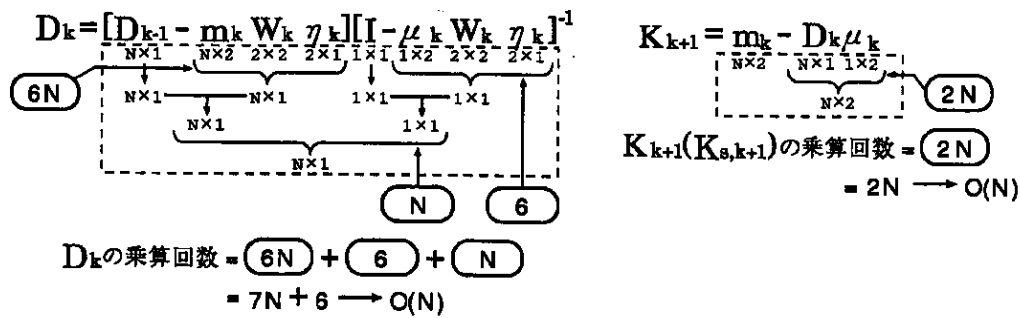 Dk=[Dk-1 - mk Wk ηk][I-μk Wk ηk]-1
N×1 N×2 2×2 2×1 1×1 1×2 2×2 2×1
6N
N×1 N×1 1×1 1×1
N×1 1×1
N×1
N 6
Dkの乗算回数 = 6N + 6 + N
= 7N + 6 → O(N)
Kk+1 = mk - Dkμk
N×2 N×1 1×2
N×2
2N
Kk+1(Ks,k+1)の乗算回数 = 2N
= 2N → O(N)